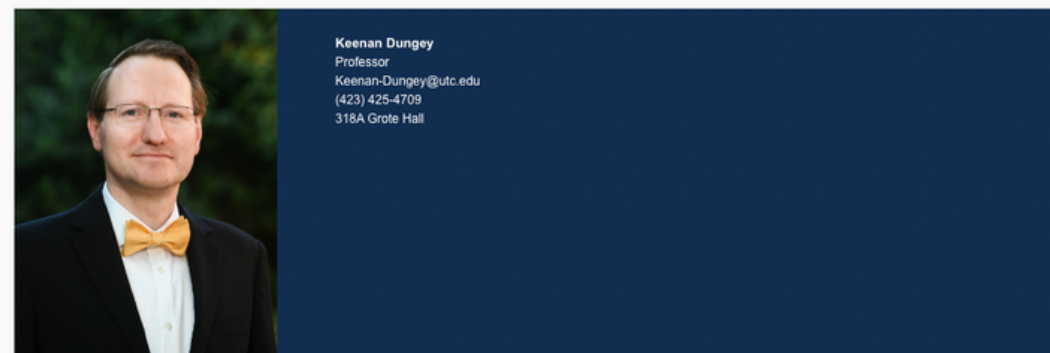 Keenan Dungey
Professor
Keenan-Dungey@utc.edu
(423) 425-4709
318A Grote Hall